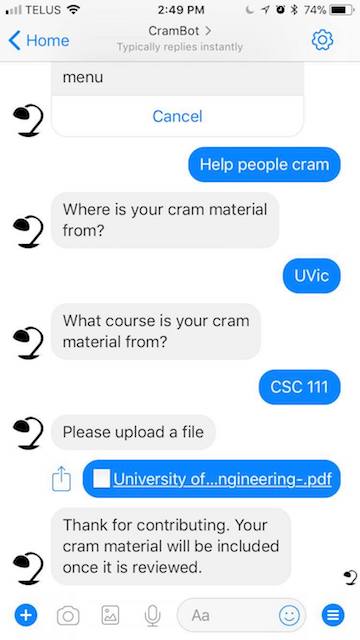 TELUS 2:49 PM 74%
Home CramBot >
Typically replies instantly
menu
Cancel
Help people cram
Where is your cram material
from?
UVic
What course is your cram
material from?
CSC 111
Please upload a file
University of...ngineering-.pdf
Thank for contributing. Your
cram material will be included
once it is reviewed.
Aa